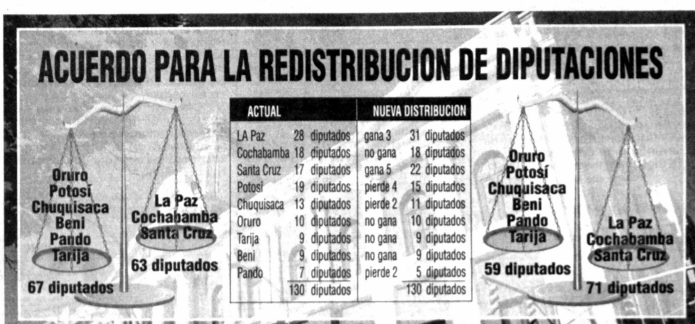 ACUERDO PARA LA REDISTRIBUCION DE DIPUTACIONES
Oruro
Potosí
Chuquisaca
Beni
Pando
Tarija
67 diputados
La Paz
Cochabamba
Santa Cruz
63 diputados
ACTUAL NUEVA DISTRIBUCION
LA Paz 28 diputados gana 3 31 diputados
Cochabamba 18 diputados no gana 18 diputados
Santa Cruz 17 diputados gana 5 22 diputados
Potosí 19 diputados pierde 4 15 diputados
Chuquisaca 13 diputados pierde 2 11 diputados
Oruro 10 diputados no gana 10 diputados
Tarija 9 diputados no gana 9 diputados
Beni 9 diputados no gana 9 diputados
Pando 7 diputados pierde 2 5 diputados
130 diputados 130 diputados
Oruro
Potosí
Chuquisaca
Beni
Pando
Tarija
59 diputados
La Paz
Cochabamba
Santa Cruz
71 diputados